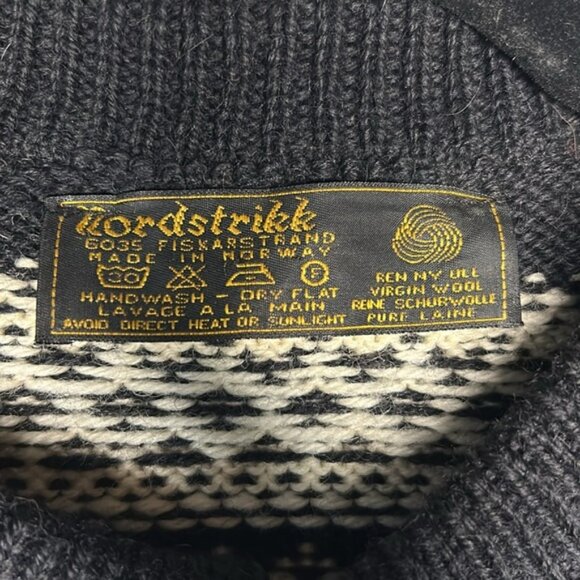 Nordstrikk
6035 FISKARSTRAND
MADE IN NORWAY
F
HANDWASH - DRY FLAT
LAVAGE A LA MAIN
AVOID DIRECT HEAT OR SUNLIGHT
REN NY ULL
VIRGIN WOOL
REINE SCHURWOLLE
PURE LAINE